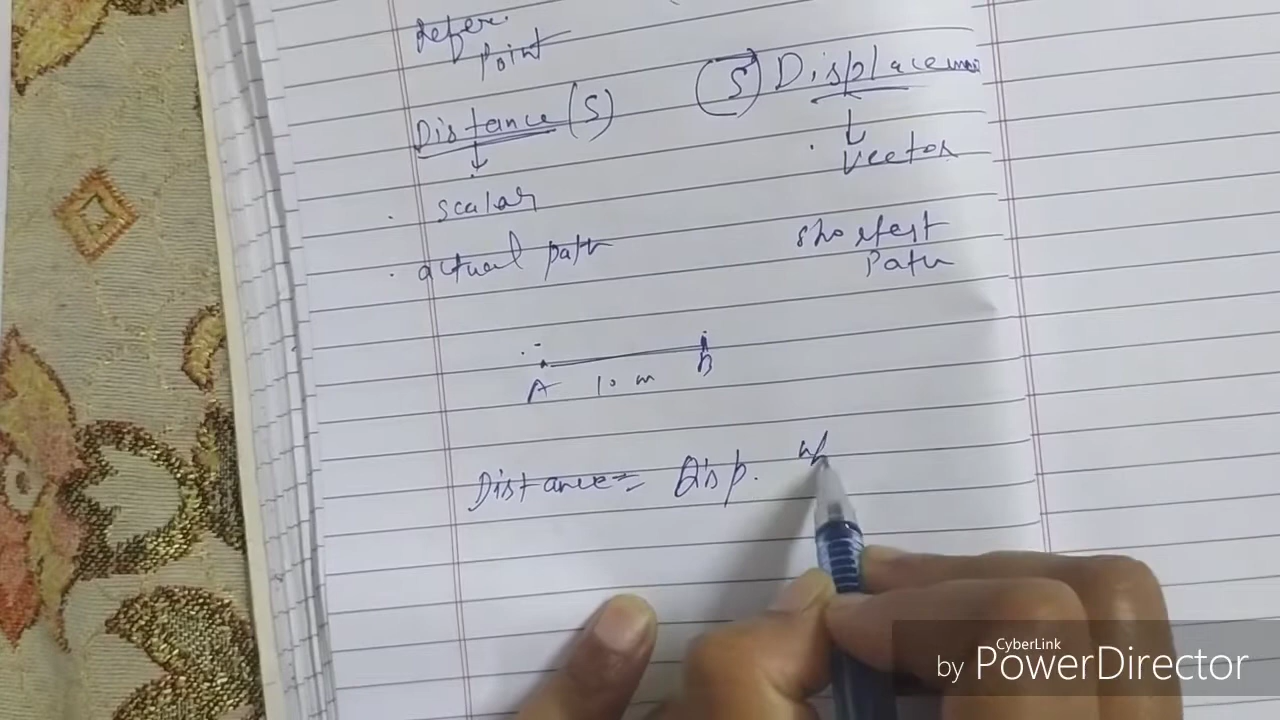 Refer.
Point
Distance (S)
(S) Displaceme
scalar
vector
actual path
shortest
Path
A 10 m B
Distance = Disp.
CyberLink
by PowerDirector